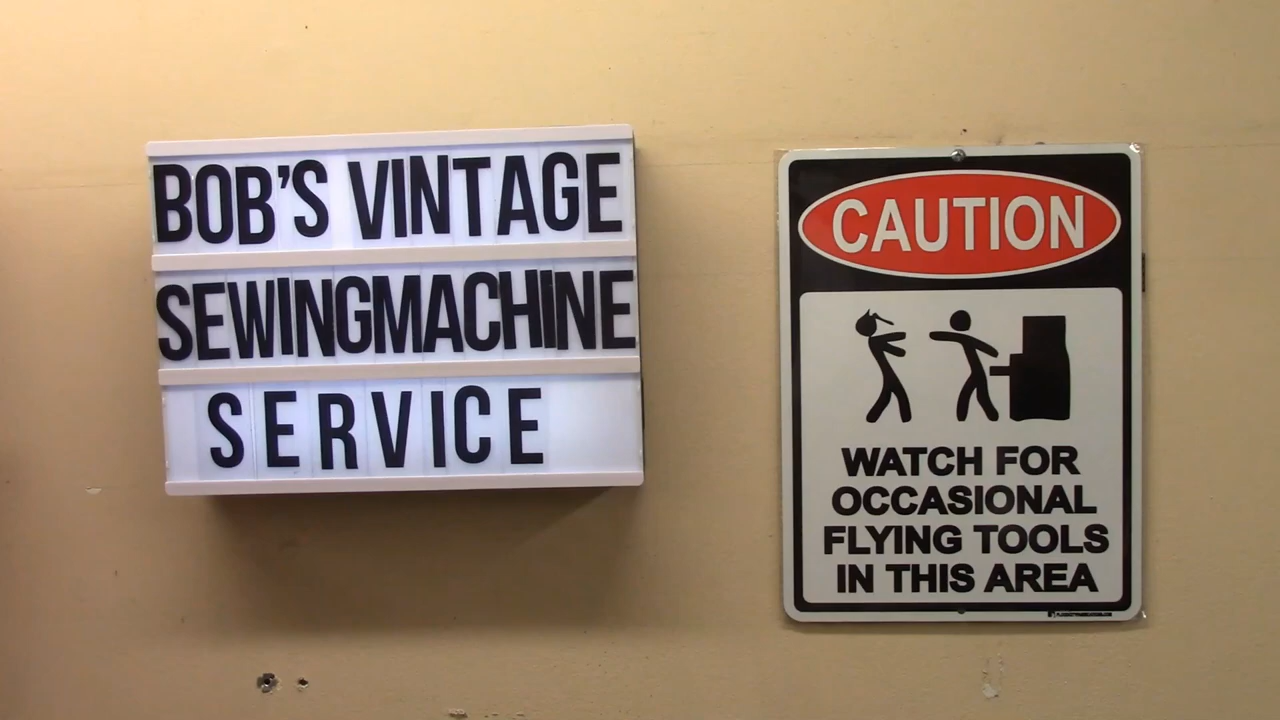 BOB'S VINTAGE
SEWINGMACHINE
SERVICE
CAUTION
WATCH FOR
OCCASIONAL
FLYING TOOLS
IN THIS AREA